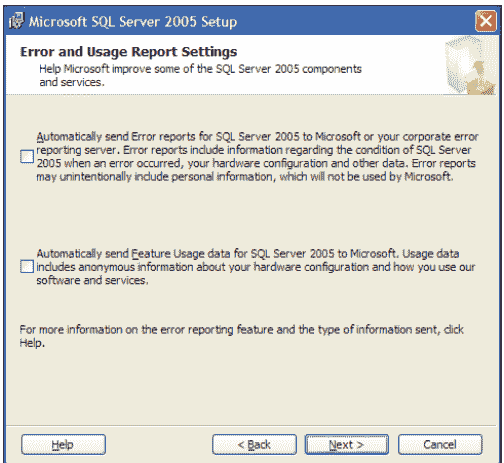 Microsoft SQL Server 2005 Setup
Error and Usage Report Settings
Help Microsoft improve some of the SQL Server 2005 components
and services.
Automatically send Error reports for SQL Server 2005 to Microsoft or your corporate error
reporting server. Error reports include information regarding the condition of SQL Server
2005 when an error occurred, your hardware configuration and other data. Error reports
may unintentionally include personal information, which will not be used by Microsoft.
Automatically send Feature Usage data for SQL Server 2005 to Microsoft. Usage data
includes anonymous information about your hardware configuration and how you use our
software and services.
For more information on the error reporting feature and the type of information sent, click
Help.
Help
< Back
Next >
Cancel